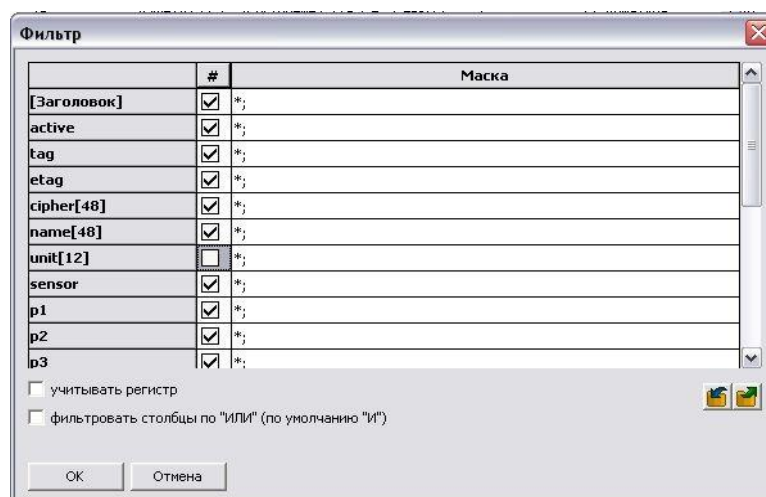 Фильтр
# Маска
[Заголовок] *;
active *;
tag *;
etag *;
cipher[48] *;
name[48] *;
unit[12] *;
sensor *;
p1 *;
p2 *;
p3 *;
учитывать регистр
фильтровать столбцы по "ИЛИ" (по умолчанию "И")
ОК Отмена